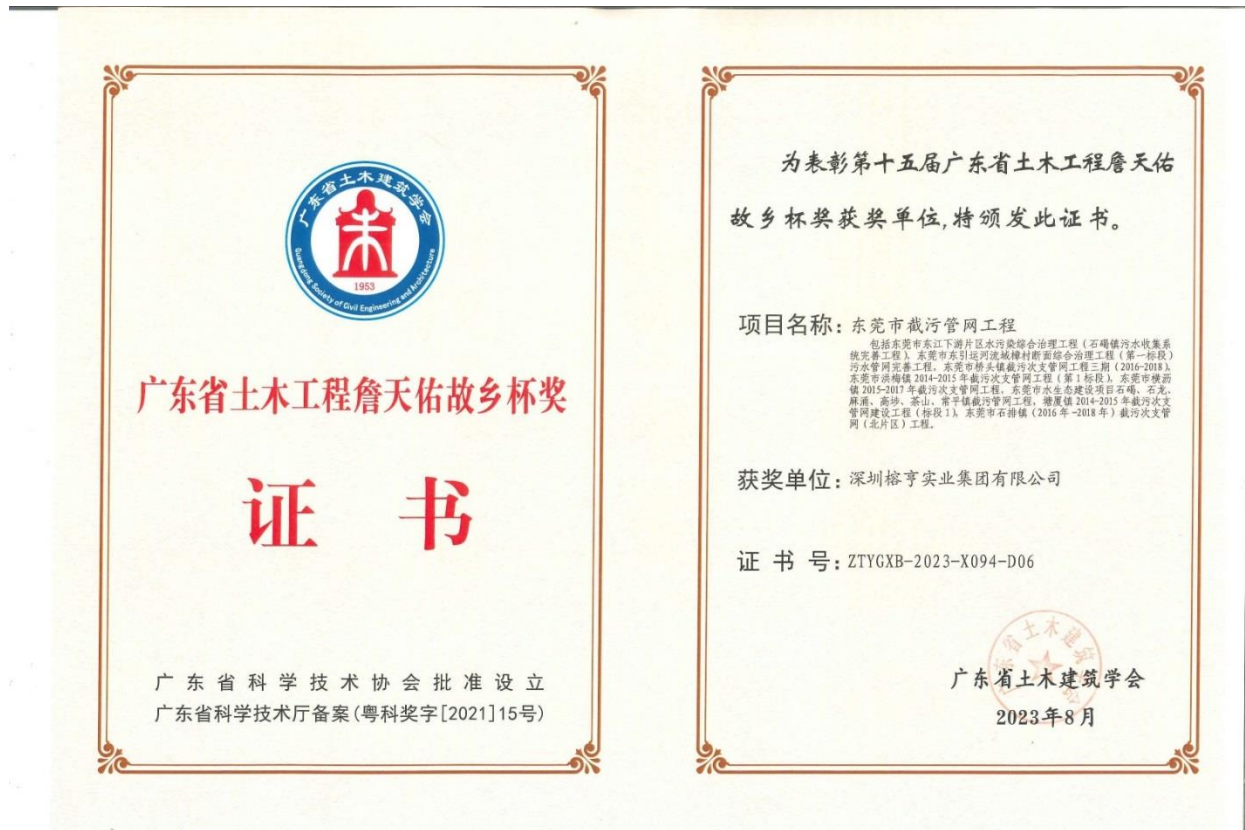 广东省土木建筑学会
1953
Guangdong Society of Civil Engineering and Architecture
广东省土木工程詹天佑故乡杯奖
证 书
广东省科学技术协会批准设立
广东省科学技术厅备案(粤科奖字[2021]15号)
为表彰第十五届广东省土木工程詹天佑
故乡杯奖获奖单位,特颁发此证书。
项目名称: 东莞市截污管网工程
包括东莞市东江下游片区水污染综合治理工程(石碣镇污水收集系
统完善工程)、东莞市东引运河流域樟村断面综合治理工程(第一标段)
污水管网完善工程、东莞市桥头镇截污次支管网工程三期(2016-2018)、
东莞市洪梅镇2014-2015年截污次支管网工程(第1标段)、东莞市横沥
镇2015-2017年截污次支管网工程、东莞市水生态建设项目石碣、石龙、
麻涌、高埗、茶山、常平镇截污管网工程、塘厦镇2014-2015年截污次支
管网建设工程(标段1)、东莞市石排镇(2016年-2018年)截污次支管
网(北片区)工程。
获奖单位: 深圳榕亨实业集团有限公司
证 书 号: ZTYGXB-2023-X094-D06
广东省土木建筑学会
2023年8月